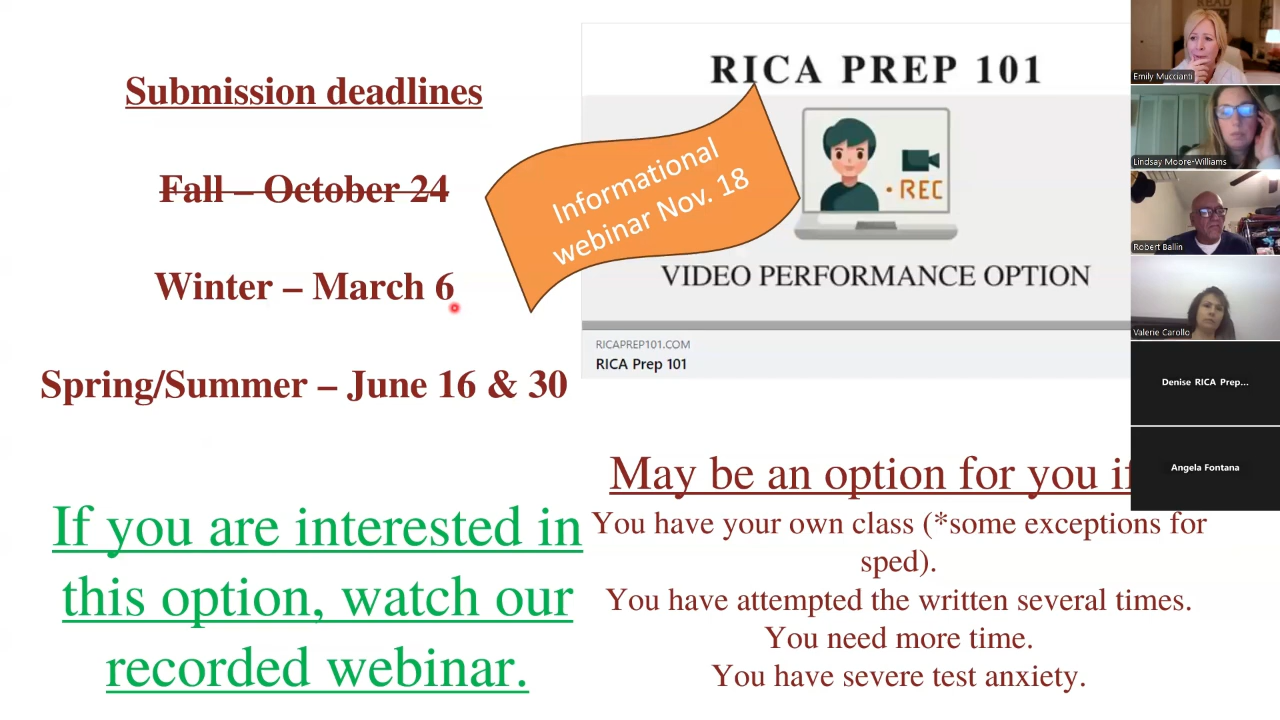 Submission deadlines
Fall – October 24
Winter – March 6
Spring/Summer – June 16 & 30
If you are interested in
this option, watch our
recorded webinar.
RICA PREP 101
Informational
webinar Nov. 18
REC
VIDEO PERFORMANCE OPTION
RICAPREP101.COM
RICA Prep 101
May be an option for you if
You have your own class (*some exceptions for
sped).
You have attempted the written several times.
You need more time.
You have severe test anxiety.
READ
Emily Muccianti
Lindsay Moore-Williams
Robert Ballin
Valerie Carollo
Denise RICA Prep...
Angela Fontana